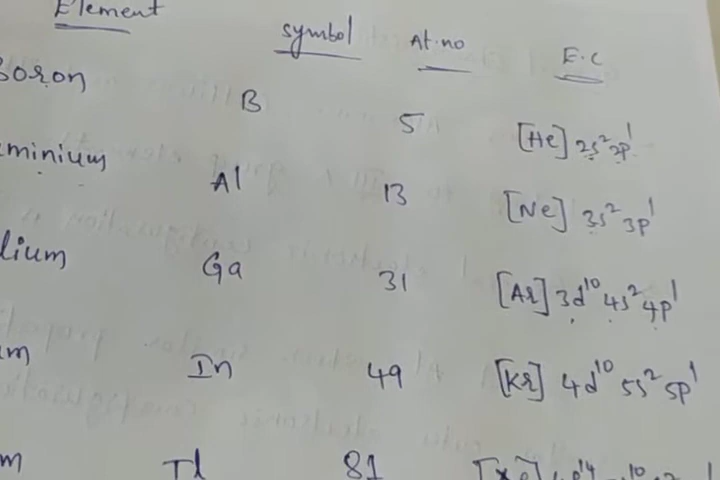 Element symbol At.no E.C
Boron B 5 [He] 2s² 2p¹
minium Al 13 [Ne] 3s² 3p¹
lium Ga 31 [Ar] 3d¹⁰ 4s² 4p¹
m In 49 [Kr] 4d¹⁰ 5s² 5p¹
m Tl 81